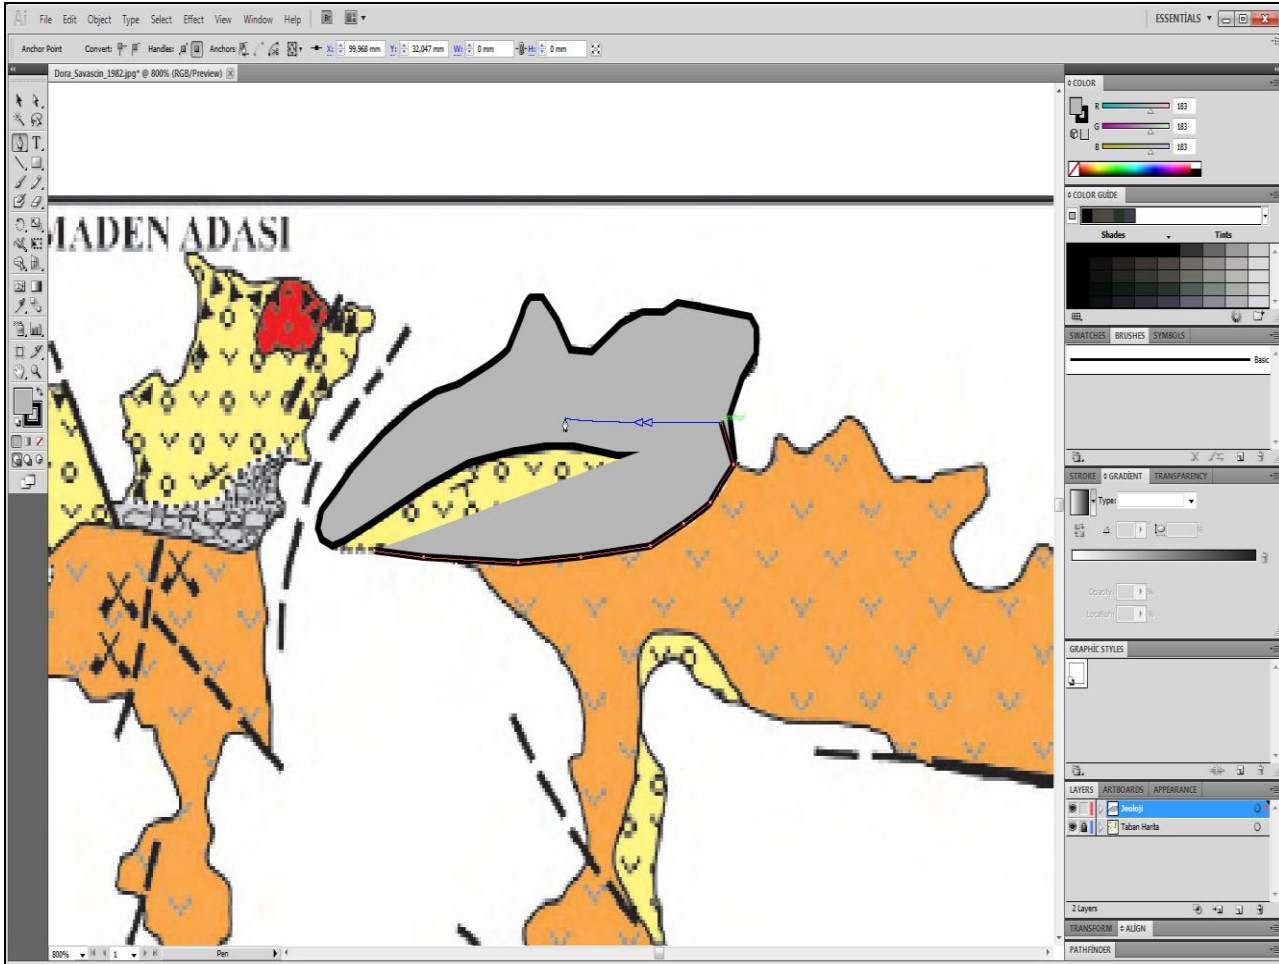 Ai File Edit Object Type Select Effect View Window Help Br ESSENTİALS
Anchor Point Convert: Handles: Anchors: X: 99,968 mm Y: 32,047 mm W: 0 mm H: 0 mm
Dora_Savascin_1982.jpg* @ 800% (RGB/Preview)
COLOR
R 183
G 183
B 183
COLOR GUİDE
Shades Tints
SWATCHES BRUSHES SYMBOLS
Basic
STROKE GRADİENT TRANSPARENCY
Type:
Opacity: %
Location: %
GRAPHİC STYLES
LAYERS ARTBOARDS APPEARANCE
Jeoloji
Taban Harita
2 Layers
TRANSFORM ALİGN
PATHFİNDER
MADEN ADASI
800% 1 Pen